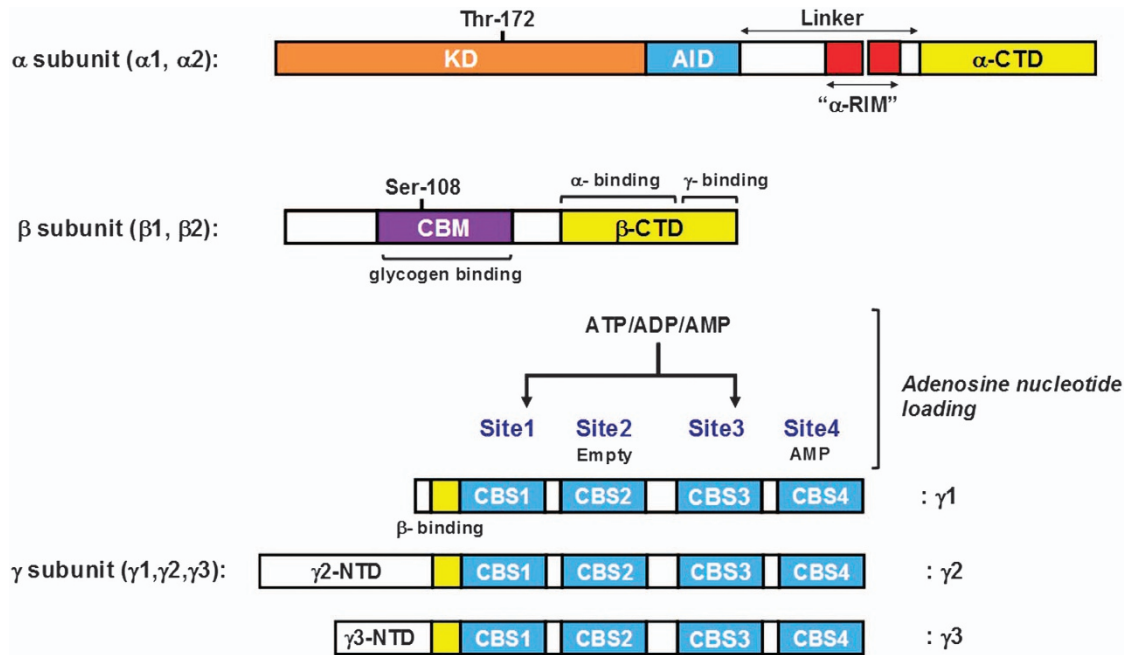 Thr-172
Linker
α subunit (α1, α2):
KD
AID
α-CTD
“α-RIM”
α- binding
γ- binding
Ser-108
β subunit (β1, β2):
CBM
β-CTD
glycogen binding
ATP/ADP/AMP
Adenosine nucleotide
loading
Site1
Site2
Site3
Site4
Empty
AMP
CBS1
CBS2
CBS3
CBS4
: γ1
β- binding
γ subunit (γ1,γ2,γ3):
γ2-NTD
CBS1
CBS2
CBS3
CBS4
: γ2
γ3-NTD
CBS1
CBS2
CBS3
CBS4
: γ3